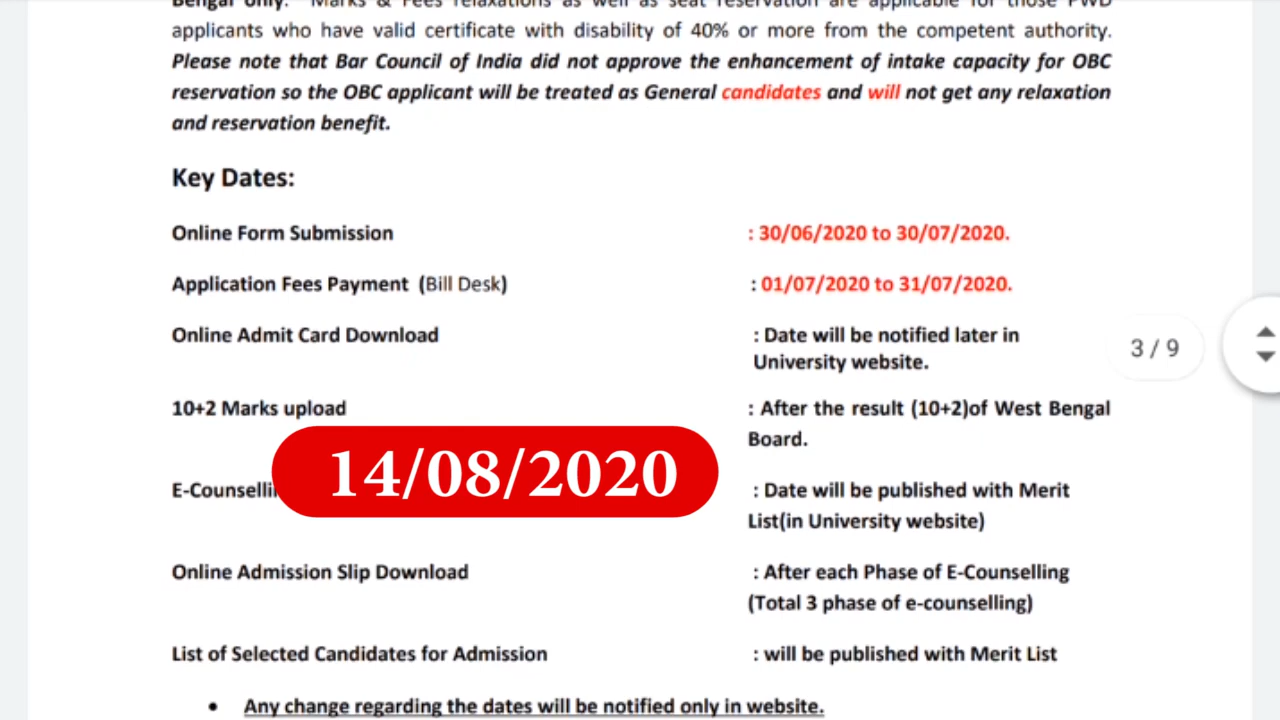 Bengal only. Marks & Fees relaxations as well as seat reservation are applicable for those PWD
applicants who have valid certificate with disability of 40% or more from the competent authority.
Please note that Bar Council of India did not approve the enhancement of intake capacity for OBC
reservation so the OBC applicant will be treated as General candidates and will not get any relaxation
and reservation benefit.
Key Dates:
Online Form Submission : 30/06/2020 to 30/07/2020.
Application Fees Payment (Bill Desk) : 01/07/2020 to 31/07/2020.
Online Admit Card Download : Date will be notified later in
University website.
3 / 9
10+2 Marks upload : After the result (10+2)of West Bengal
Board.
14/08/2020
E-Counselli : Date will be published with Merit
List(in University website)
Online Admission Slip Download : After each Phase of E-Counselling
(Total 3 phase of e-counselling)
List of Selected Candidates for Admission : will be published with Merit List
• Any change regarding the dates will be notified only in website.